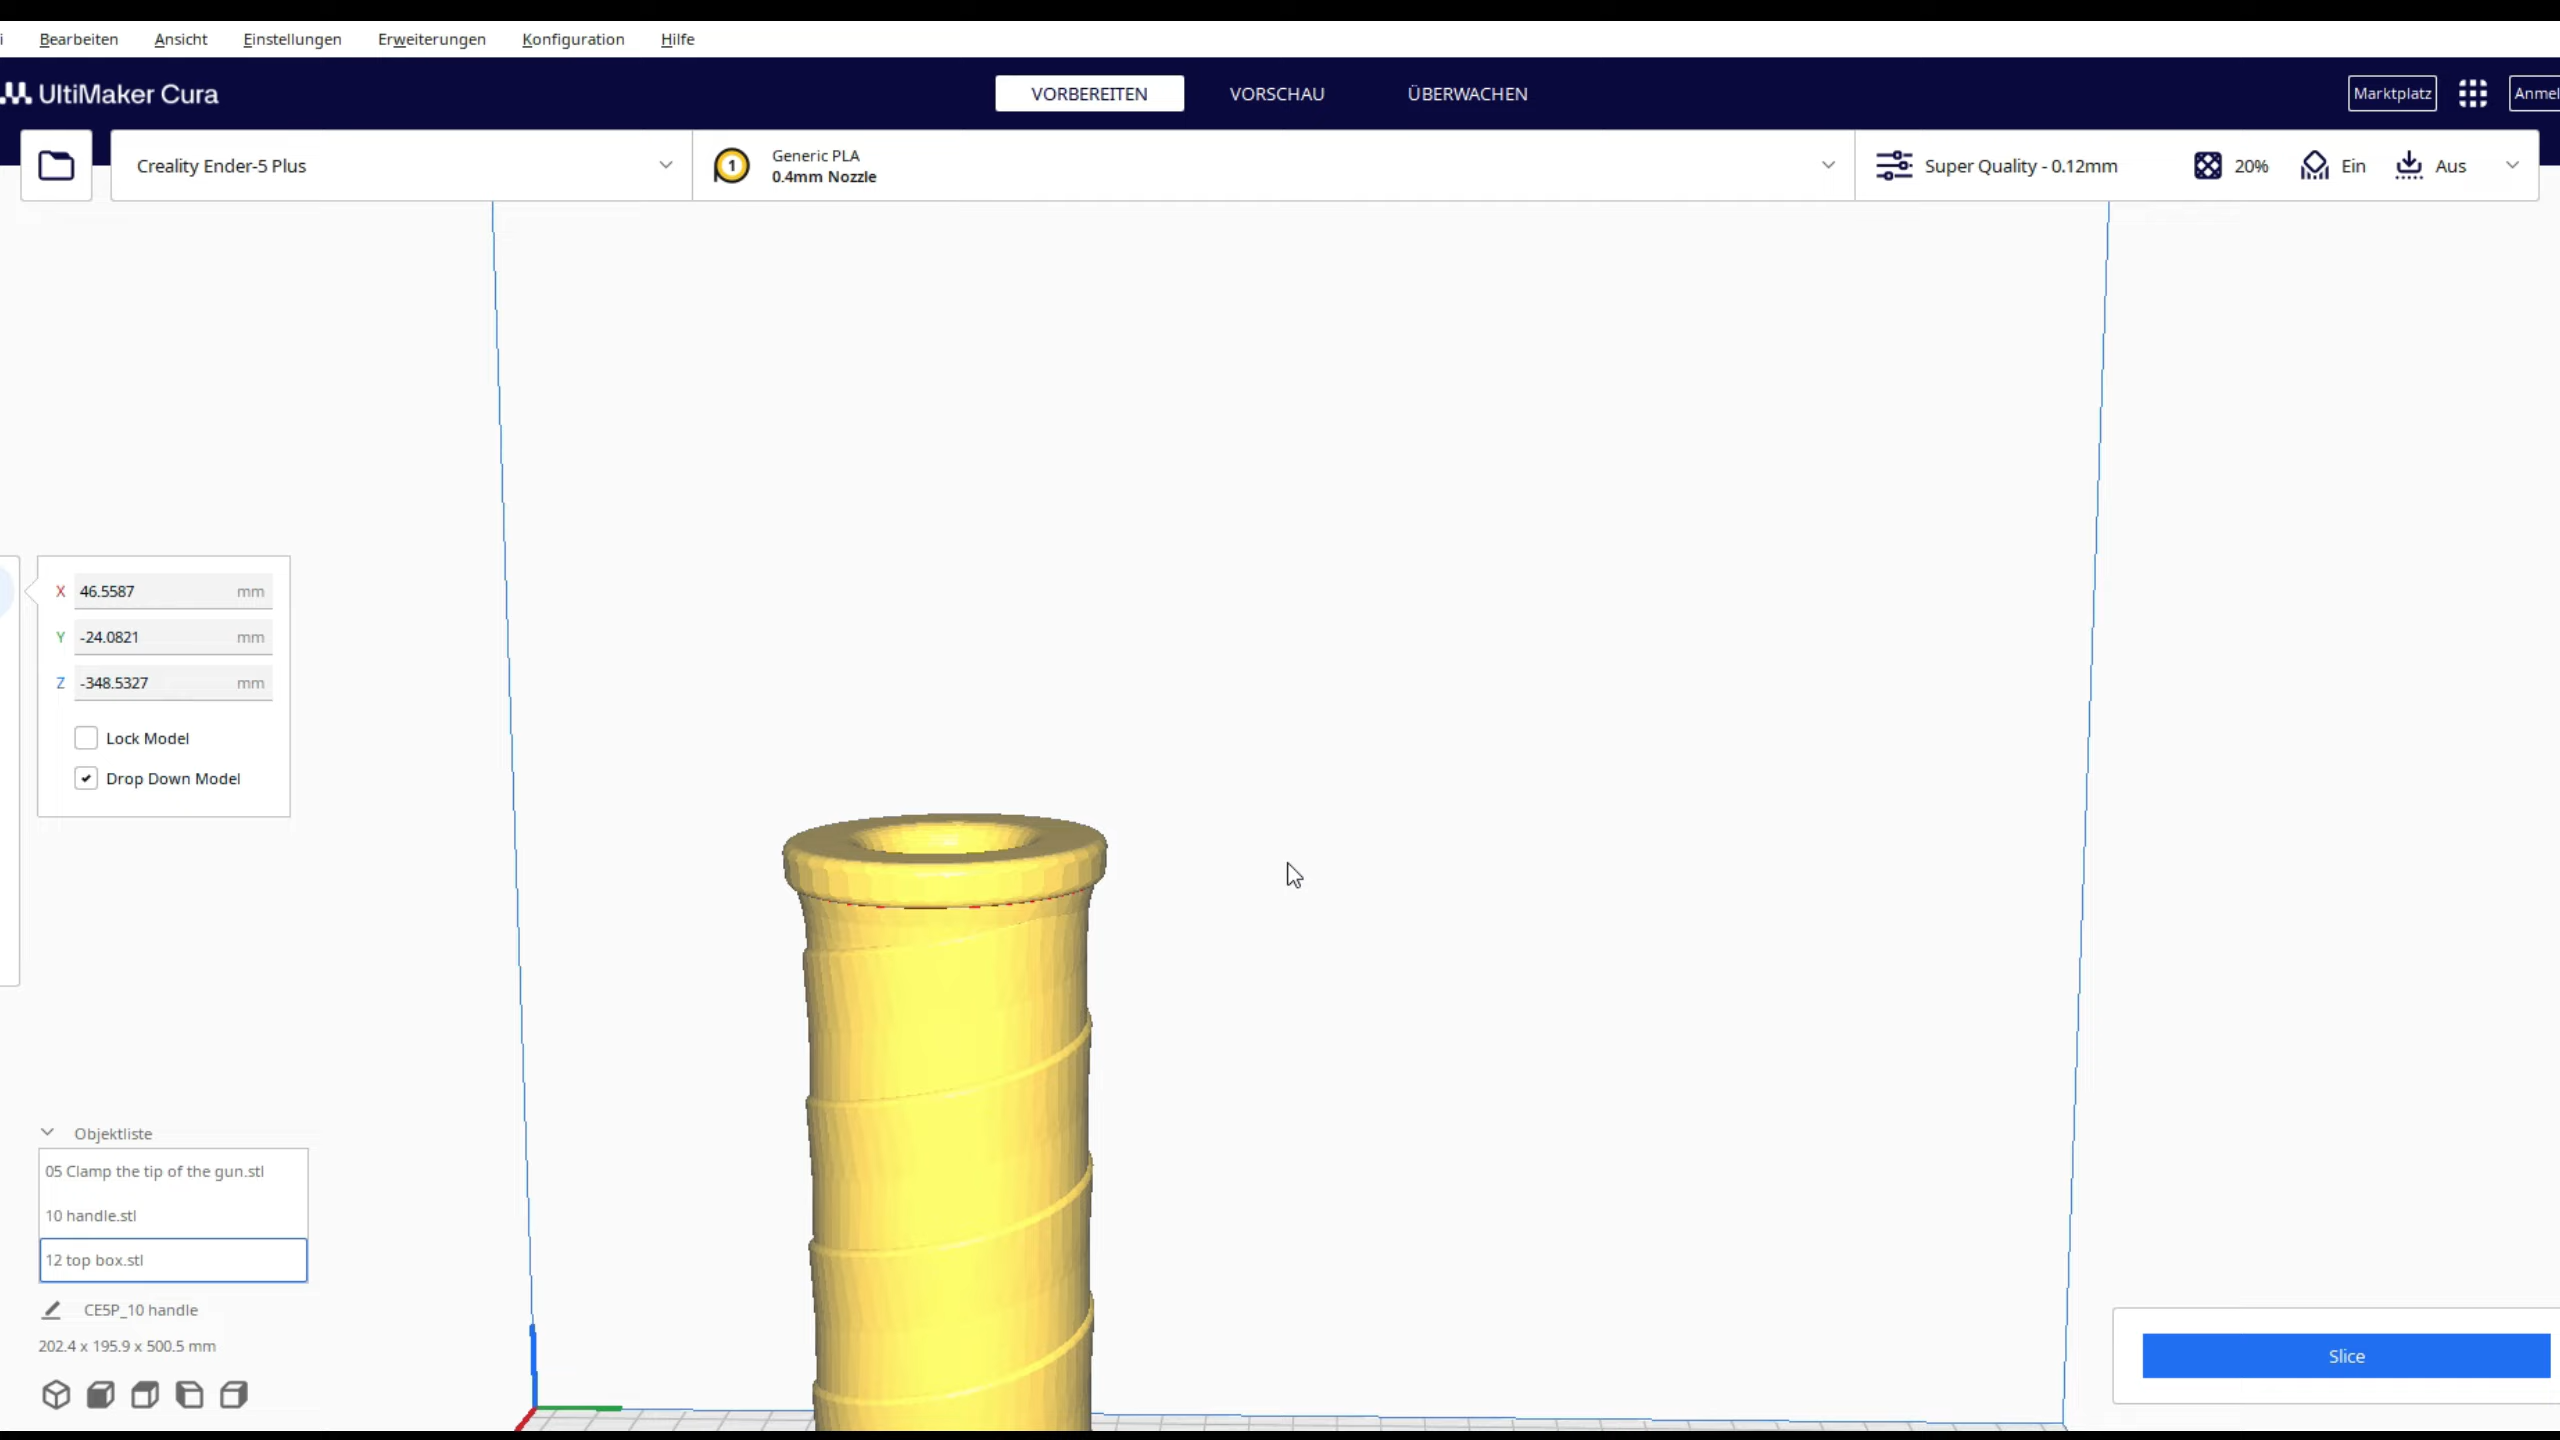 Bearbeiten Ansicht Einstellungen Erweiterungen Konfiguration Hilfe
UltiMaker Cura VORBEREITEN VORSCHAU ÜBERWACHEN Marktplatz Anmel
Creality Ender-5 Plus
1
Generic PLA
0.4mm Nozzle
Super Quality - 0.12mm 20% Ein Aus
X 46.5587 mm
Y -24.0821 mm
Z -348.5327 mm
Lock Model
Drop Down Model
Objektliste
05 Clamp the tip of the gun.stl
10 handle.stl
12 top box.stl
CE5P_10 handle
202.4 x 195.9 x 500.5 mm
Slice